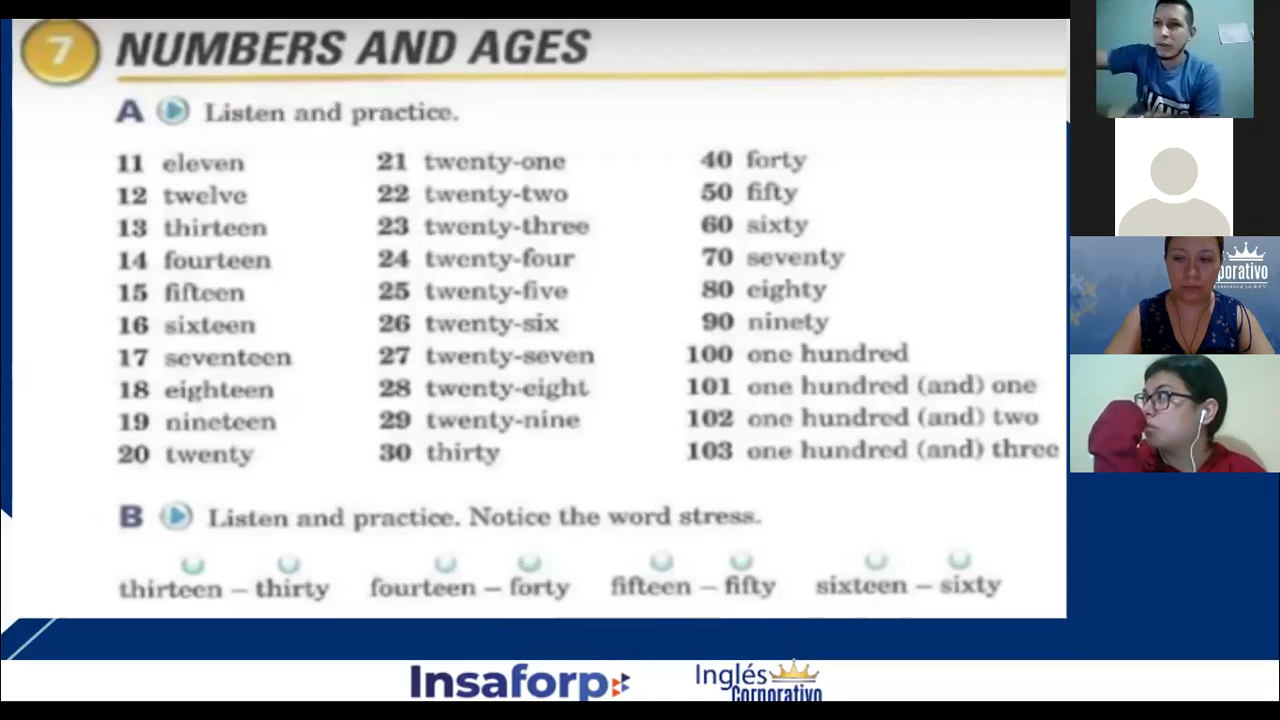 7 NUMBERS AND AGES
A Listen and practice.
11 eleven
12 twelve
13 thirteen
14 fourteen
15 fifteen
16 sixteen
17 seventeen
18 eighteen
19 nineteen
20 twenty
21 twenty-one
22 twenty-two
23 twenty-three
24 twenty-four
25 twenty-five
26 twenty-six
27 twenty-seven
28 twenty-eight
29 twenty-nine
30 thirty
40 forty
50 fifty
60 sixty
70 seventy
80 eighty
90 ninety
100 one hundred
101 one hundred (and) one
102 one hundred (and) two
103 one hundred (and) three
B Listen and practice. Notice the word stress.
thirteen – thirty fourteen – forty fifteen – fifty sixteen – sixty
Insaforp
Inglés
Corporativo
VANS
porativo